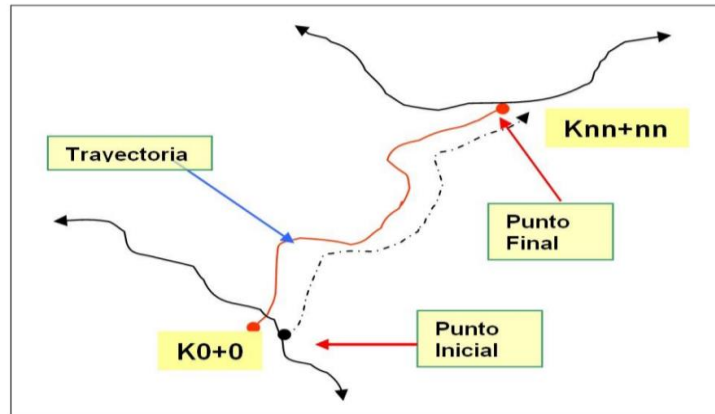 Knn+nn
Trayectoria
Punto
Final
K0+0
Punto
Inicial